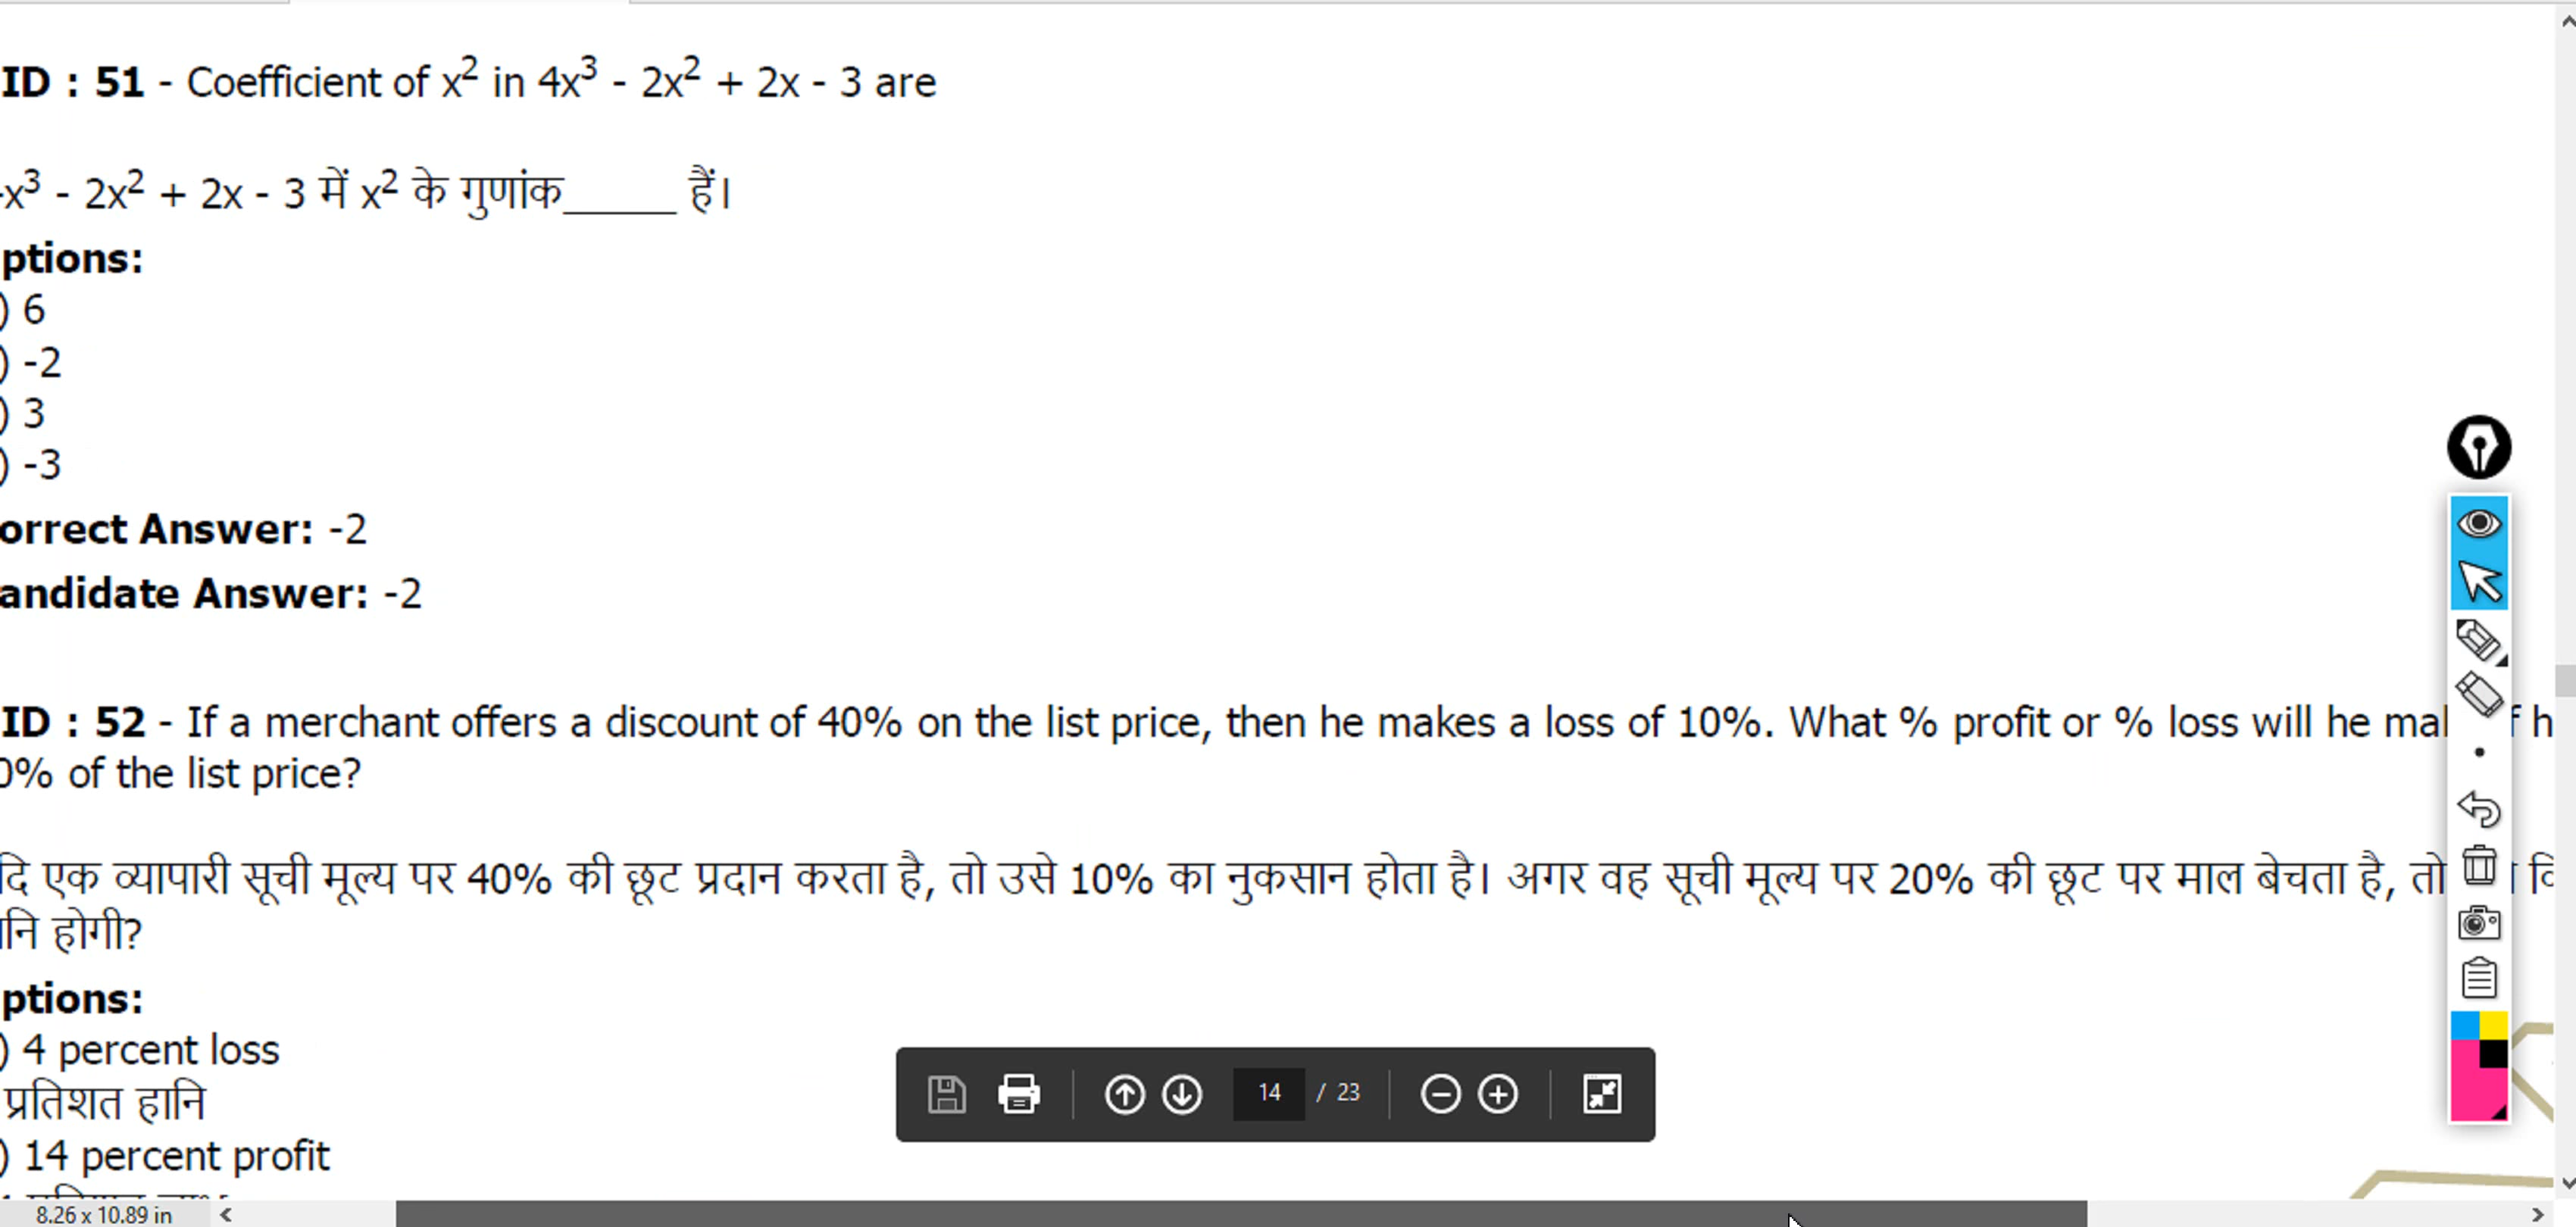 ID : 51 - Coefficient of x² in 4x³ - 2x² + 2x - 3 are
x³ - 2x² + 2x - 3 में x² के गुणांक_____ हैं।
ptions:
) 6
) -2
) 3
) -3
orrect Answer: -2
andidate Answer: -2
ID : 52 - If a merchant offers a discount of 40% on the list price, then he makes a loss of 10%. What % profit or % loss will he
0% of the list price?
दि एक व्यापारी सूची मूल्य पर 40% की छूट प्रदान करता है, तो उसे 10% का नुकसान होता है। अगर वह सूची मूल्य पर 20% की छूट पर माल बेचता है, तो
नि होगी?
ptions:
) 4 percent loss
प्रतिशत हानि
) 14 percent profit
14 / 23
8.26 x 10.89 in